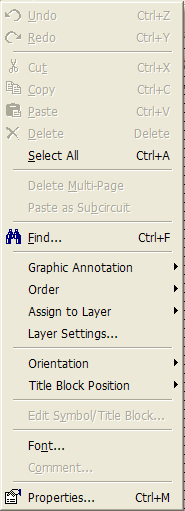 Undo Ctrl+Z
Redo Ctrl+Y
Cut Ctrl+X
Copy Ctrl+C
Paste Ctrl+V
Delete Delete
Select All Ctrl+A
Delete Multi-Page
Paste as Subcircuit
Find... Ctrl+F
Graphic Annotation
Order
Assign to Layer
Layer Settings...
Orientation
Title Block Position
Edit Symbol/Title Block...
Font...
Comment...
Properties... Ctrl+M